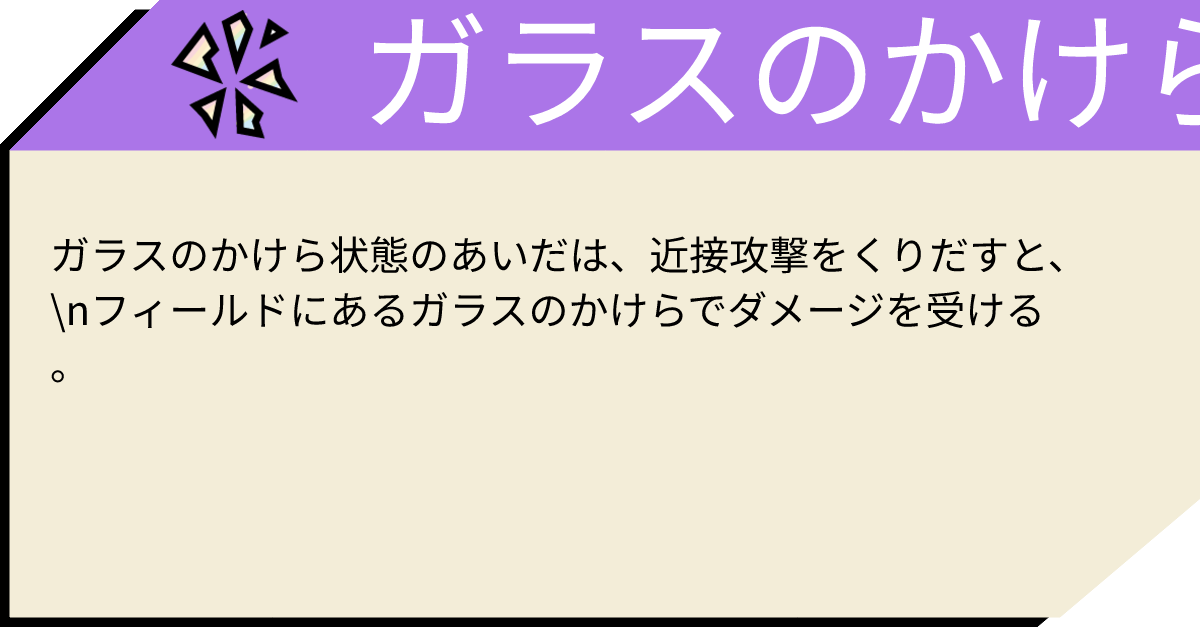 ガラスのかけら
ガラスのかけら状態のあいだは、近接攻撃をくりだすと、
\nフィールドにあるガラスのかけらでダメージを受ける
。